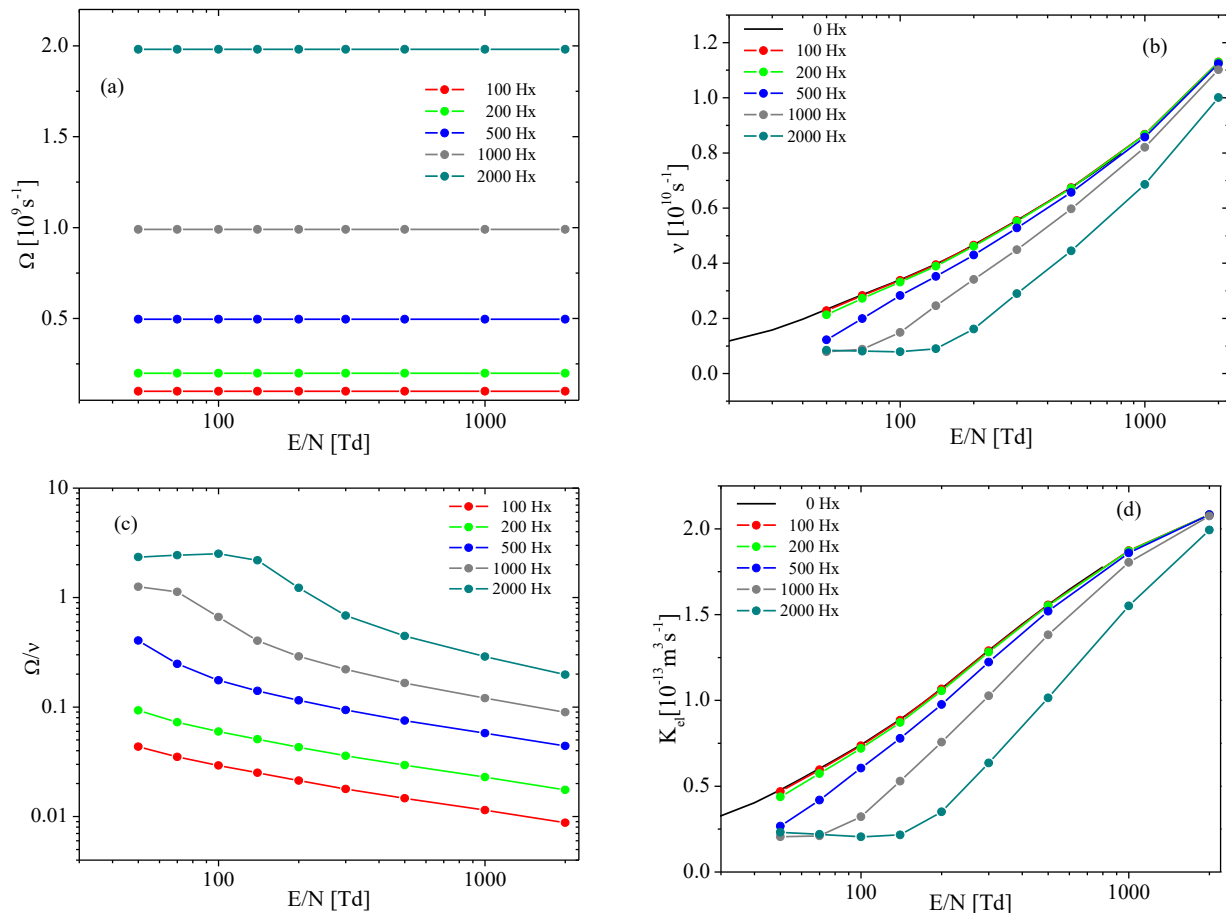 2.0
1.5
1.0
0.5
Ω [10⁹s⁻¹]
(a)
100 Hx
200 Hx
500 Hx
1000 Hx
2000 Hx
100
1000
E/N [Td]
1.2
1.0
0.8
0.6
0.4
0.2
0.0
ν [10¹⁰s⁻¹]
(b)
0 Hx
100 Hx
200 Hx
500 Hx
1000 Hx
2000 Hx
100
1000
E/N [Td]
10
1
0.1
0.01
Ω/ν
(c)
100 Hx
200 Hx
500 Hx
1000 Hx
2000 Hx
100
1000
E/N [Td]
2.0
1.5
1.0
0.5
0.0
K_el [10⁻¹³m³s⁻¹]
(d)
0 Hx
100 Hx
200 Hx
500 Hx
1000 Hx
2000 Hx
100
1000
E/N [Td]